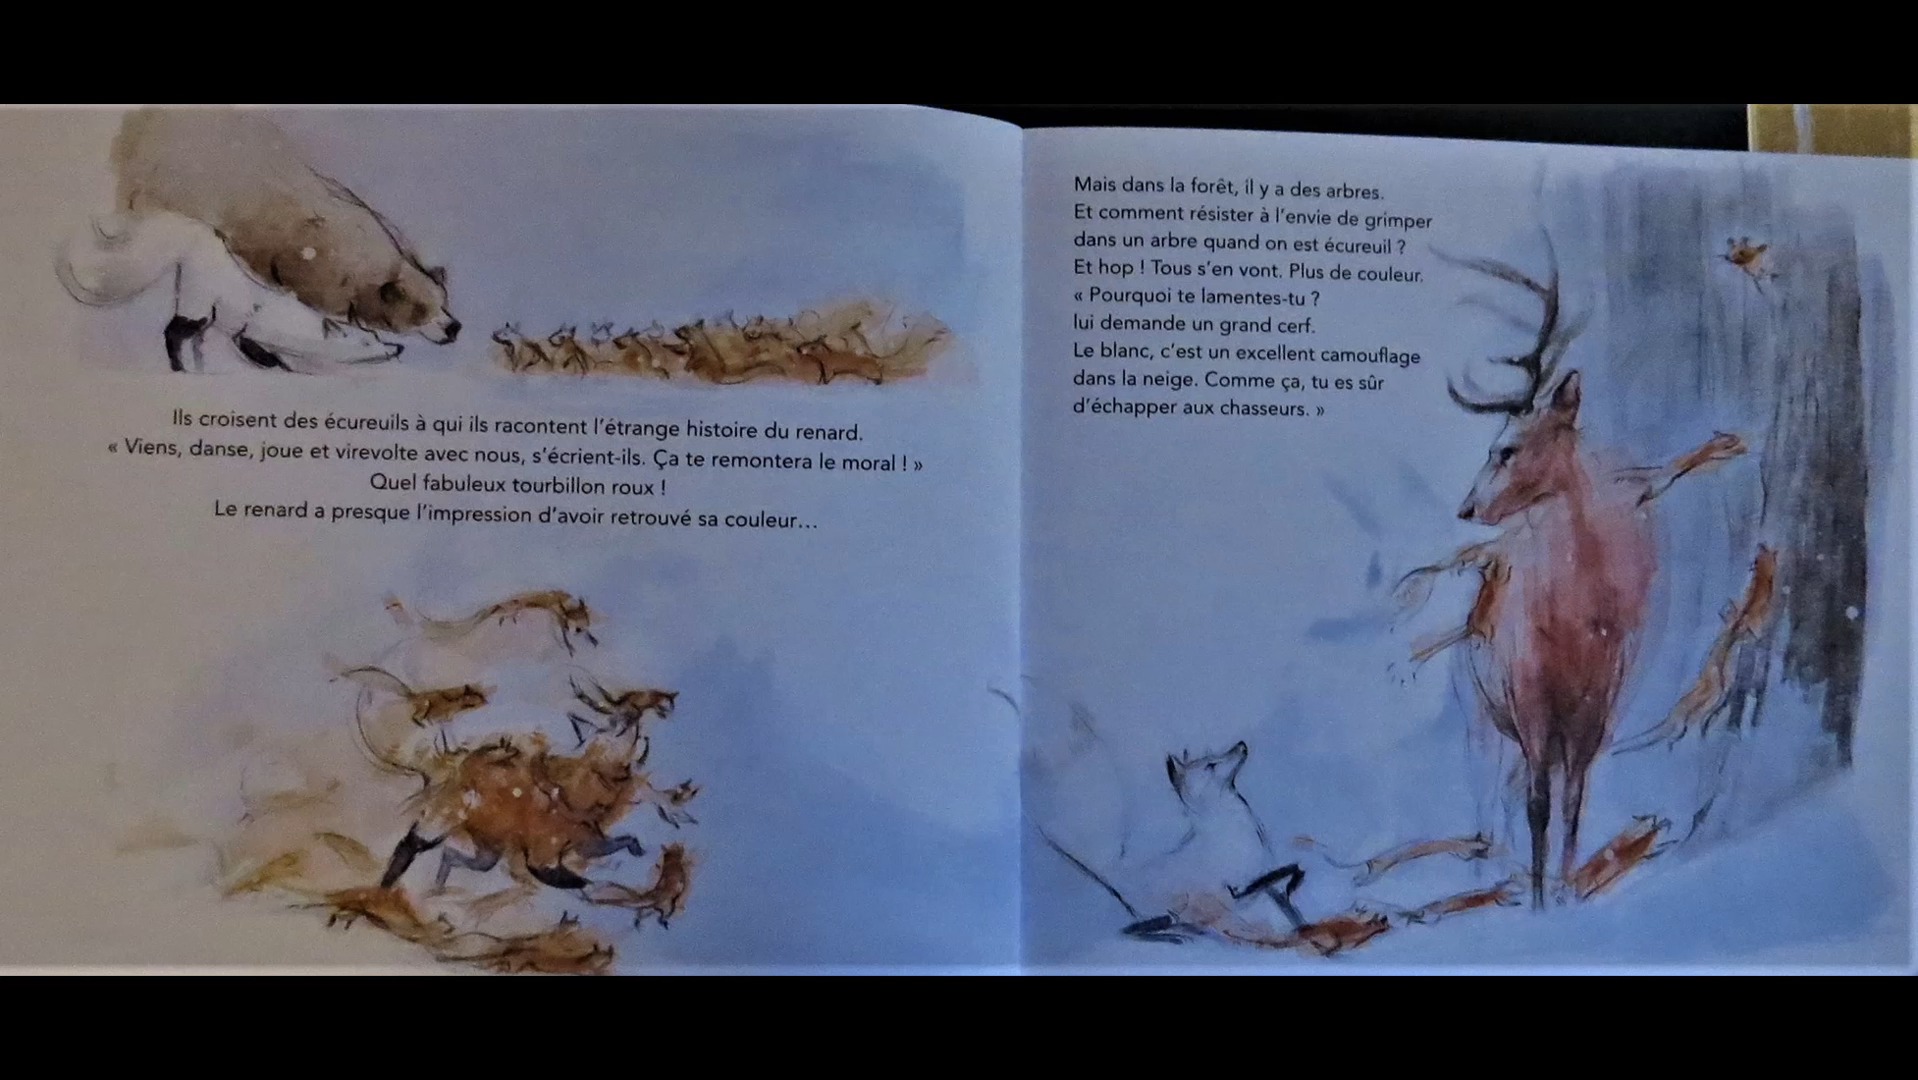 Ils croisent des écureuils à qui ils racontent l’étrange histoire du renard.
« Viens, danse, joue et virevolte avec nous, s’écrient-ils. Ça te remontera le moral ! »
Quel fabuleux tourbillon roux !
Le renard a presque l’impression d’avoir retrouvé sa couleur…
Mais dans la forêt, il y a des arbres.
Et comment résister à l’envie de grimper
dans un arbre quand on est écureuil ?
Et hop ! Tous s’en vont. Plus de couleur.
« Pourquoi te lamentes-tu ?
lui demande un grand cerf.
Le blanc, c’est un excellent camouflage
dans la neige. Comme ça, tu es sûr
d’échapper aux chasseurs. »